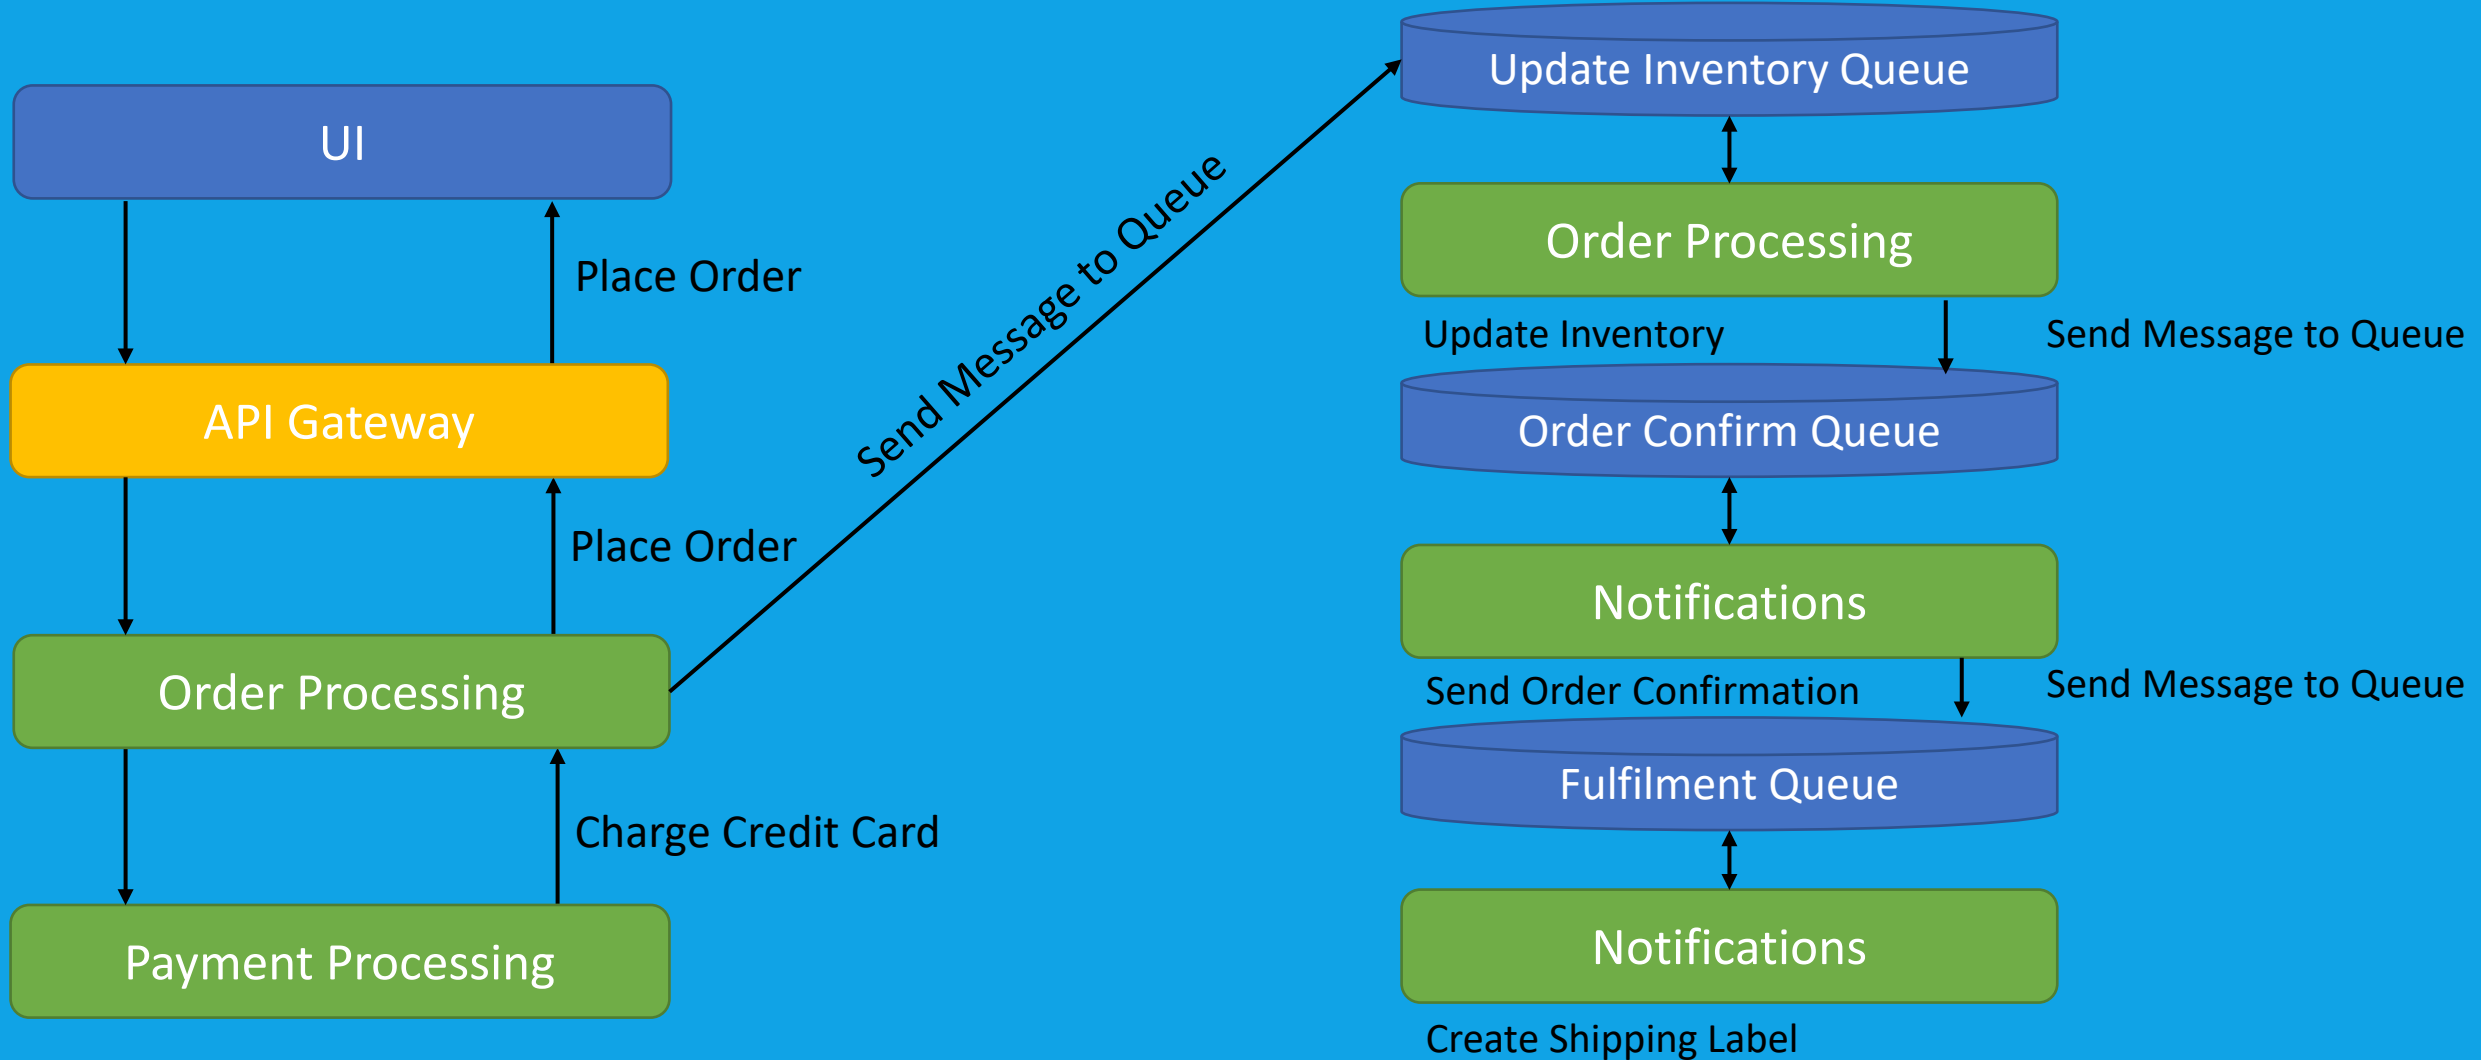 UI
Place Order
API Gateway
Place Order
Order Processing
Charge Credit Card
Payment Processing
Send Message to Queue
Update Inventory Queue
Order Processing
Update Inventory
Send Message to Queue
Order Confirm Queue
Notifications
Send Order Confirmation
Send Message to Queue
Fulfilment Queue
Notifications
Create Shipping Label